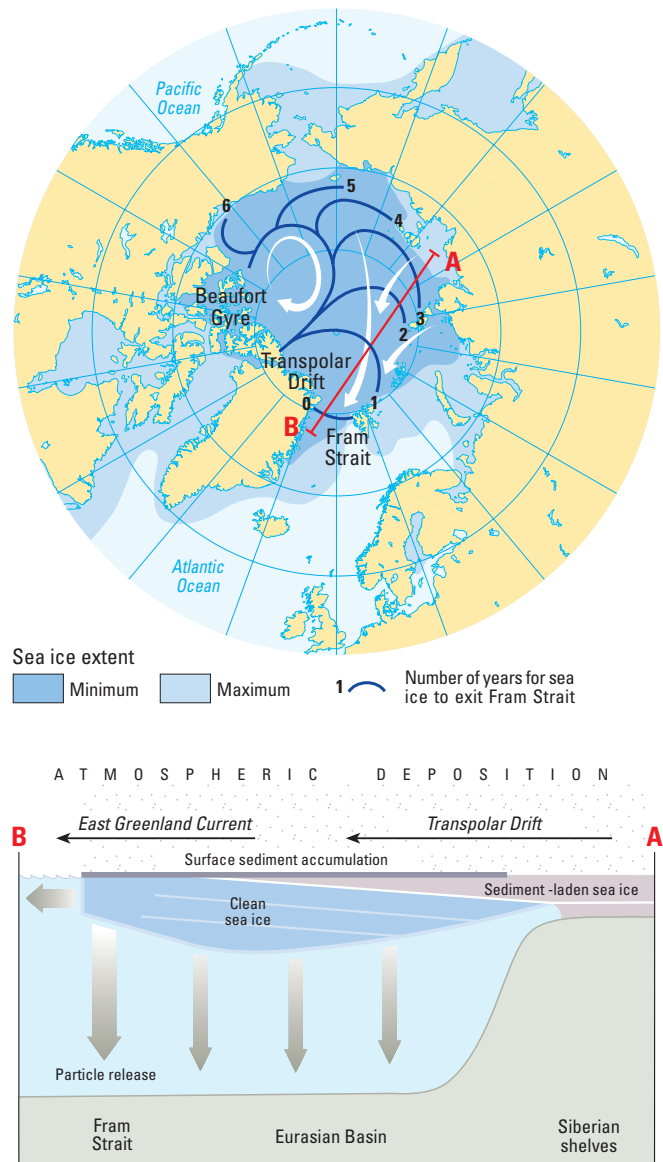 Pacific
Ocean
5
6
4
A
Beaufort
Gyre
3
2
Transpolar
Drift
0
1
B
Fram
Strait
Atlantic
Ocean
Sea ice extent
Minimum
Maximum
1
Number of years for sea
ice to exit Fram Strait
ATMOSPHERIC DEPOSITION
B
East Greenland Current
Transpolar Drift
A
Surface sediment accumulation
Sediment -laden sea ice
Clean
sea ice
Particle release
Fram
Strait
Eurasian Basin
Siberian
shelves